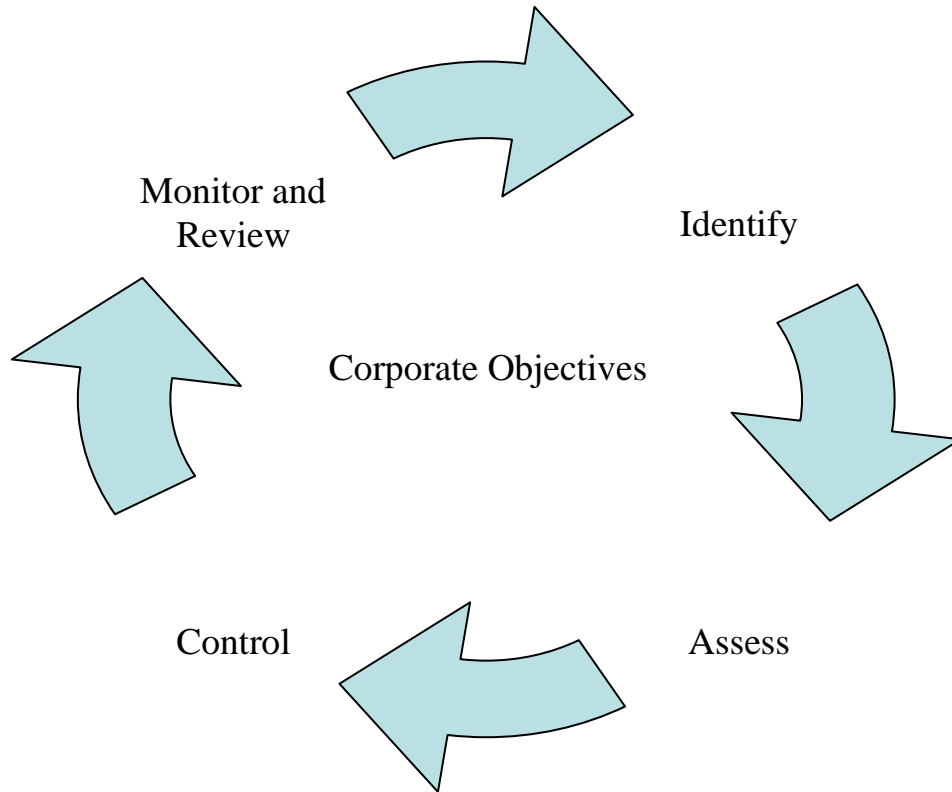 Monitor and
Review
Identify
Corporate Objectives
Control
Assess